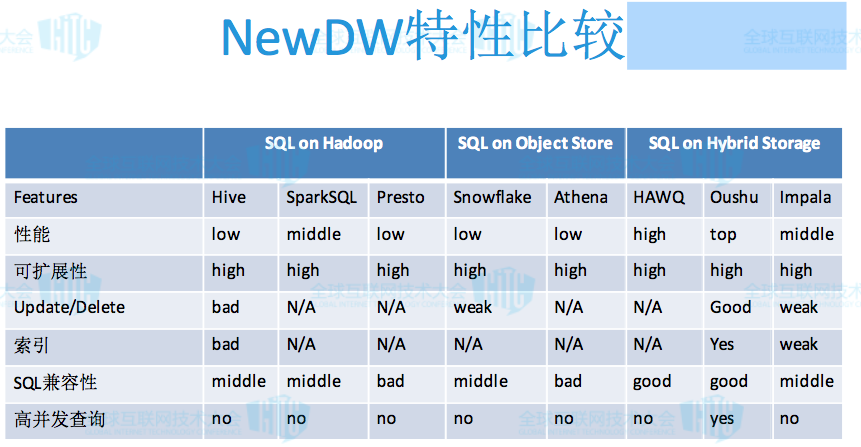 NewDW特性比较
SQL on Hadoop SQL on Object Store SQL on Hybrid Storage
Features Hive SparkSQL Presto Snowflake Athena HAWQ Oushu Impala
性能 low middle low low low high top middle
可扩展性 high high high high high high high high
Update/Delete bad N/A N/A weak N/A N/A Good weak
索引 bad N/A N/A N/A N/A N/A Yes weak
SQL兼容性 middle middle bad middle bad good good middle
高并发查询 no no no no no no yes no